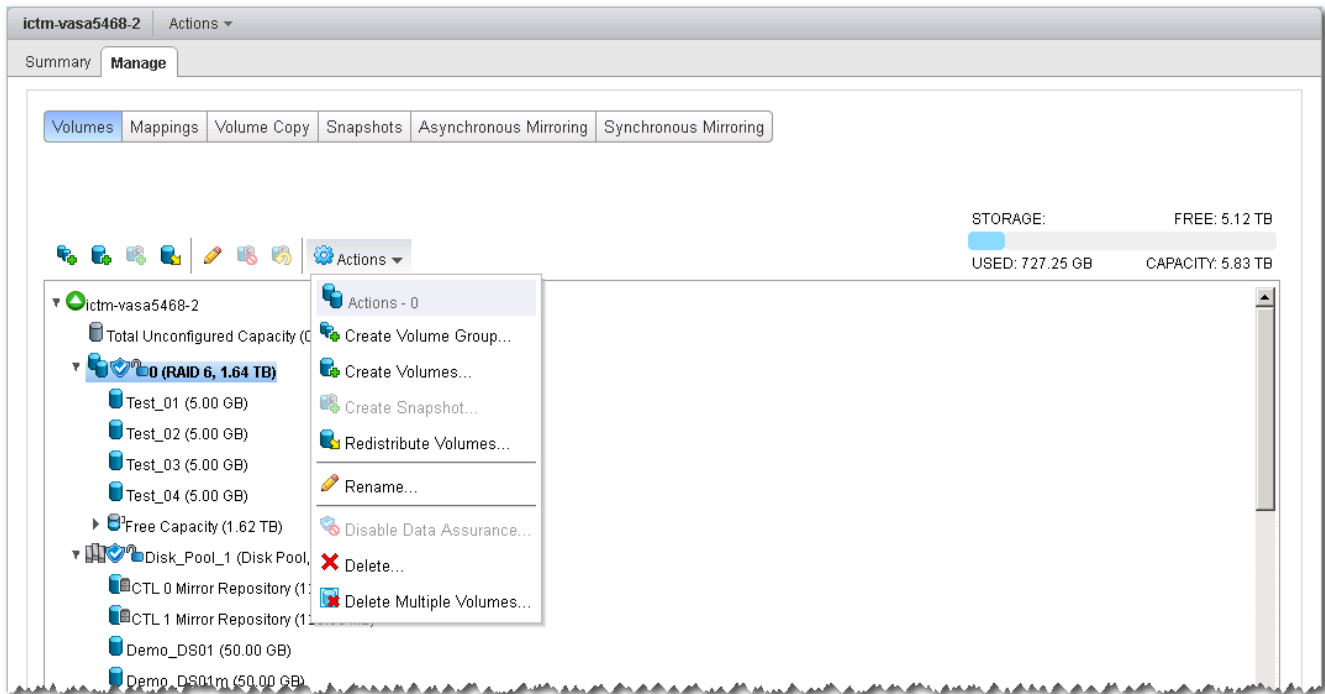 ictm-vasa5468-2 Actions
Summary Manage
Volumes Mappings Volume Copy Snapshots Asynchronous Mirroring Synchronous Mirroring
STORAGE: FREE: 5.12 TB
USED: 727.25 GB CAPACITY: 5.83 TB
Actions
ictm-vasa5468-2
Total Unconfigured Capacity (
0 (RAID 6, 1.64 TB)
Test_01 (5.00 GB)
Test_02 (5.00 GB)
Test_03 (5.00 GB)
Test_04 (5.00 GB)
Free Capacity (1.62 TB)
Disk_Pool_1 (Disk Pool,
CTL 0 Mirror Repository (1
CTL 1 Mirror Repository (1
Demo_DS01 (50.00 GB)
Demo_DS01m (50.00 GB)
Actions - 0
Create Volume Group...
Create Volumes...
Create Snapshot...
Redistribute Volumes...
Rename...
Disable Data Assurance...
Delete...
Delete Multiple Volumes...